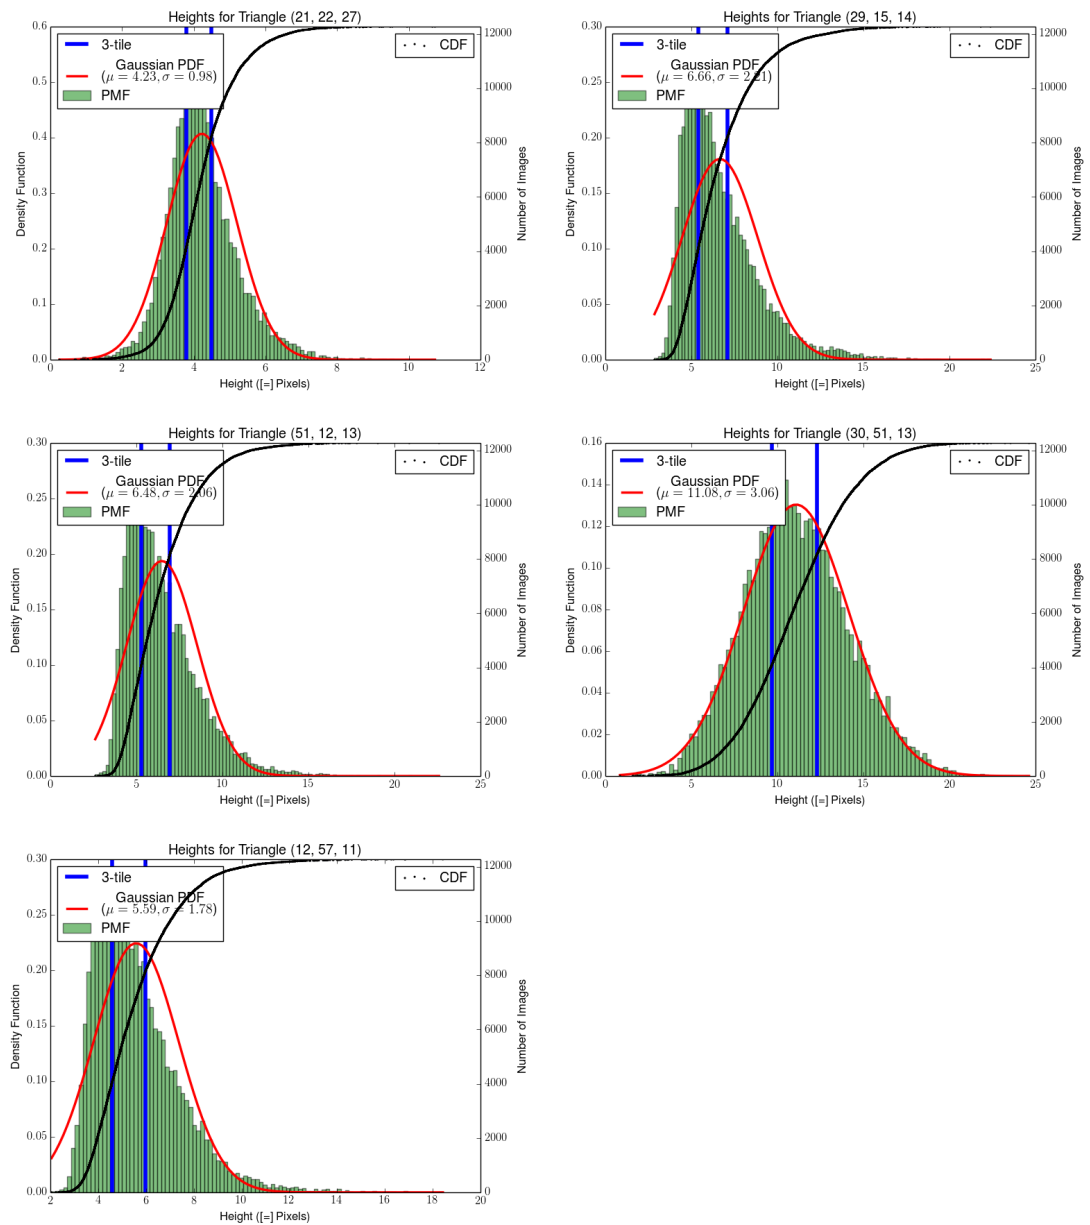 Heights for Triangle (21, 22, 27)
3-tile
Gaussian PDF
(μ = 4.23, σ = 0.98)
PMF
CDF
0.6
0.5
0.4
0.3
0.2
0.1
0.0
Density Function
12000
10000
8000
6000
4000
2000
0
Number of Images
0 2 4 6 8 10 12
Height ([=] Pixels)
Heights for Triangle (29, 15, 14)
3-tile
Gaussian PDF
(μ = 6.66, σ = 2.21)
PMF
CDF
0.30
0.25
0.20
0.15
0.10
0.05
0.00
Density Function
12000
10000
8000
6000
4000
2000
0
Number of Images
0 5 10 15 20 25
Height ([=] Pixels)
Heights for Triangle (51, 12, 13)
3-tile
Gaussian PDF
(μ = 6.48, σ = 2.06)
PMF
CDF
0.30
0.25
0.20
0.15
0.10
0.05
0.00
Density Function
12000
10000
8000
6000
4000
2000
0
Number of Images
0 5 10 15 20 25
Height ([=] Pixels)
Heights for Triangle (30, 51, 13)
3-tile
Gaussian PDF
(μ = 11.08, σ = 3.06)
PMF
CDF
0.16
0.14
0.12
0.10
0.08
0.06
0.04
0.02
0.00
Density Function
12000
10000
8000
6000
4000
2000
0
Number of Images
0 5 10 15 20 25
Height ([=] Pixels)
Heights for Triangle (12, 57, 11)
3-tile
Gaussian PDF
(μ = 5.59, σ = 1.78)
PMF
CDF
0.30
0.25
0.20
0.15
0.10
0.05
0.00
Density Function
12000
10000
8000
6000
4000
2000
0
Number of Images
2 4 6 8 10 12 14 16 18 20
Height ([=] Pixels)